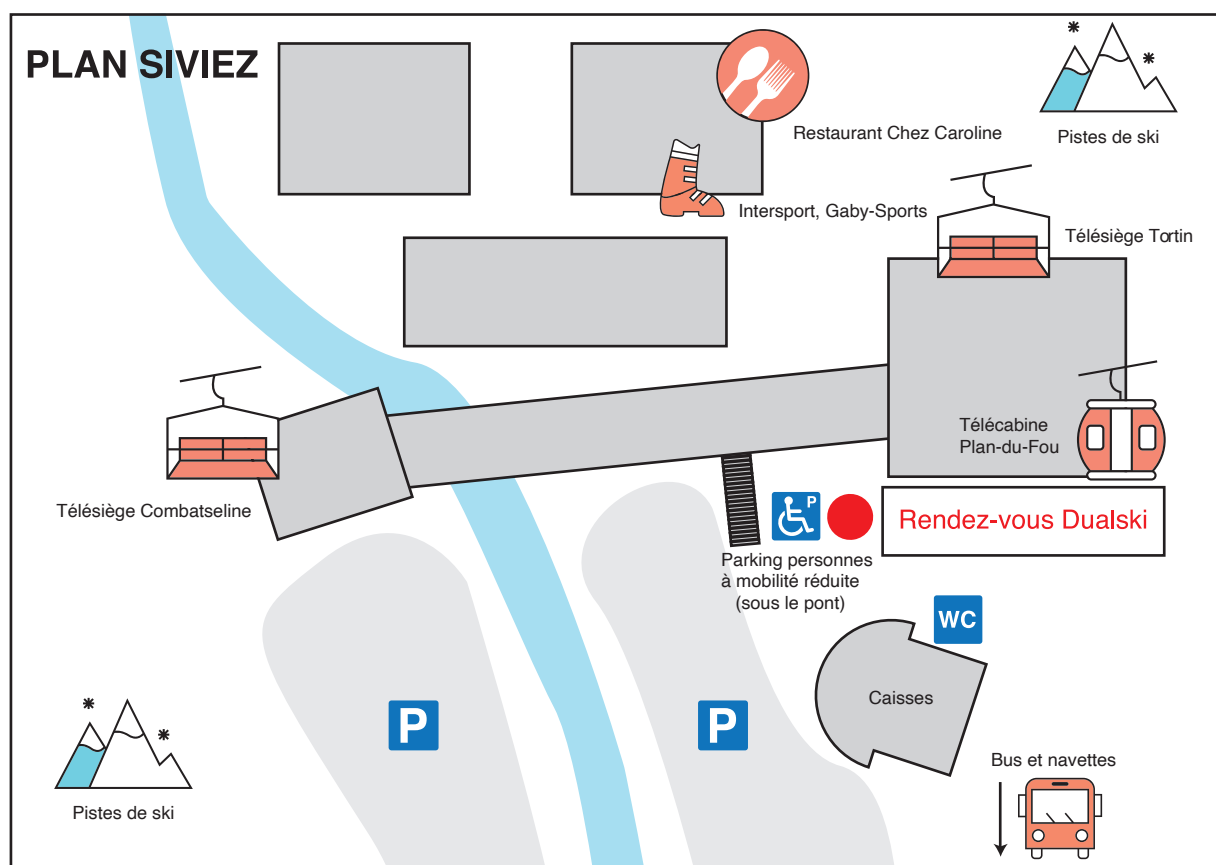 PLAN SIVIEZ
Restaurant Chez Caroline
Pistes de ski
Intersport, Gaby-Sports
Télésiège Tortin
Télécabine
Plan-du-Fou
Télésiège Combatseline
P
Rendez-vous Dualski
Parking personnes
à mobilité réduite
(sous le pont)
WC
Caisses
P
P
Bus et navettes
Pistes de ski